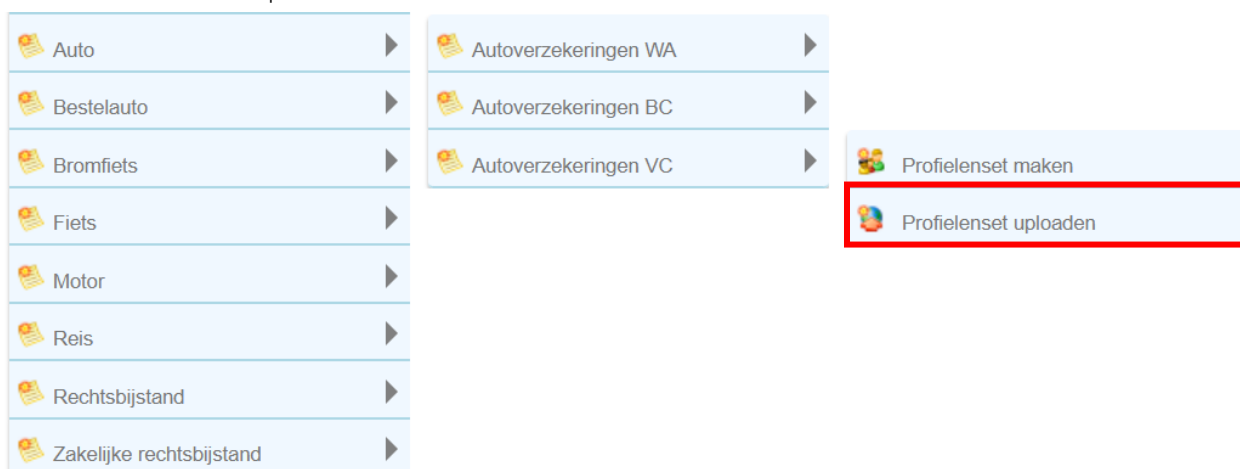 Auto
Bestelauto
Bromfiets
Fiets
Motor
Reis
Rechtsbijstand
Zakelijke rechtsbijstand
Autoverzekeringen WA
Autoverzekeringen BC
Autoverzekeringen VC
Profielenset maken
Profielenset uploaden